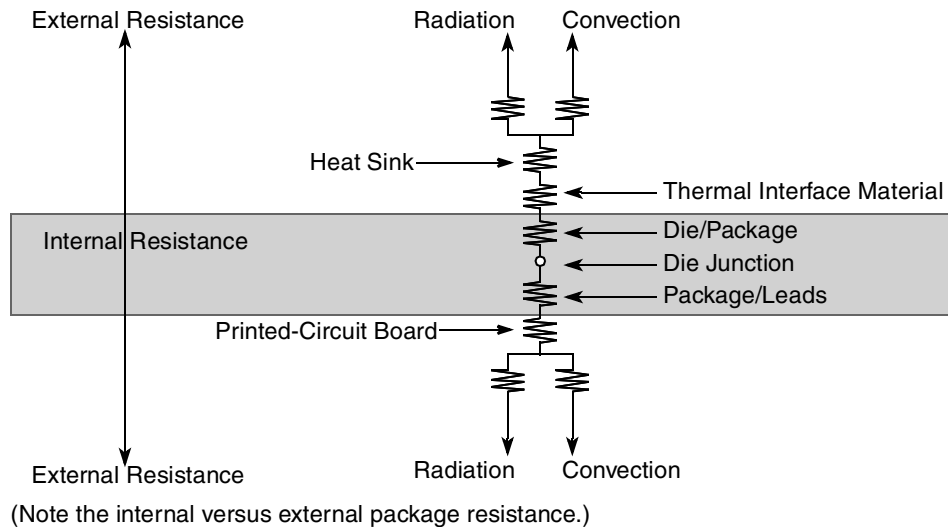 External Resistance
Radiation
Convection
Heat Sink
Thermal Interface Material
Internal Resistance
Die/Package
Die Junction
Package/Leads
Printed-Circuit Board
External Resistance
Radiation
Convection
(Note the internal versus external package resistance.)